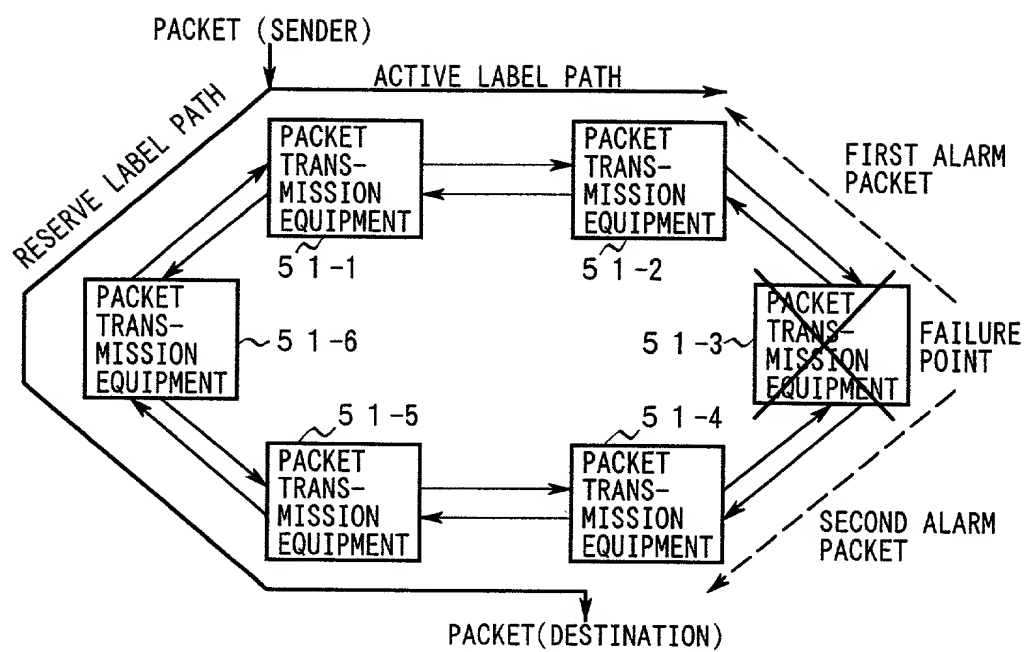 PACKET (SENDER)
ACTIVE LABEL PATH
RESERVE LABEL PATH
PACKET
TRANS-
MISSION
EQUIPMENT
51-1
PACKET
TRANS-
MISSION
EQUIPMENT
51-2
FIRST ALARM
PACKET
PACKET
TRANS-
MISSION
EQUIPMENT
51-6
51-3
PACKET
TRANS-
MISSION
EQUIPMENT
FAILURE
POINT
51-5
PACKET
TRANS-
MISSION
EQUIPMENT
51-4
PACKET
TRANS-
MISSION
EQUIPMENT
SECOND ALARM
PACKET
PACKET(DESTINATION)